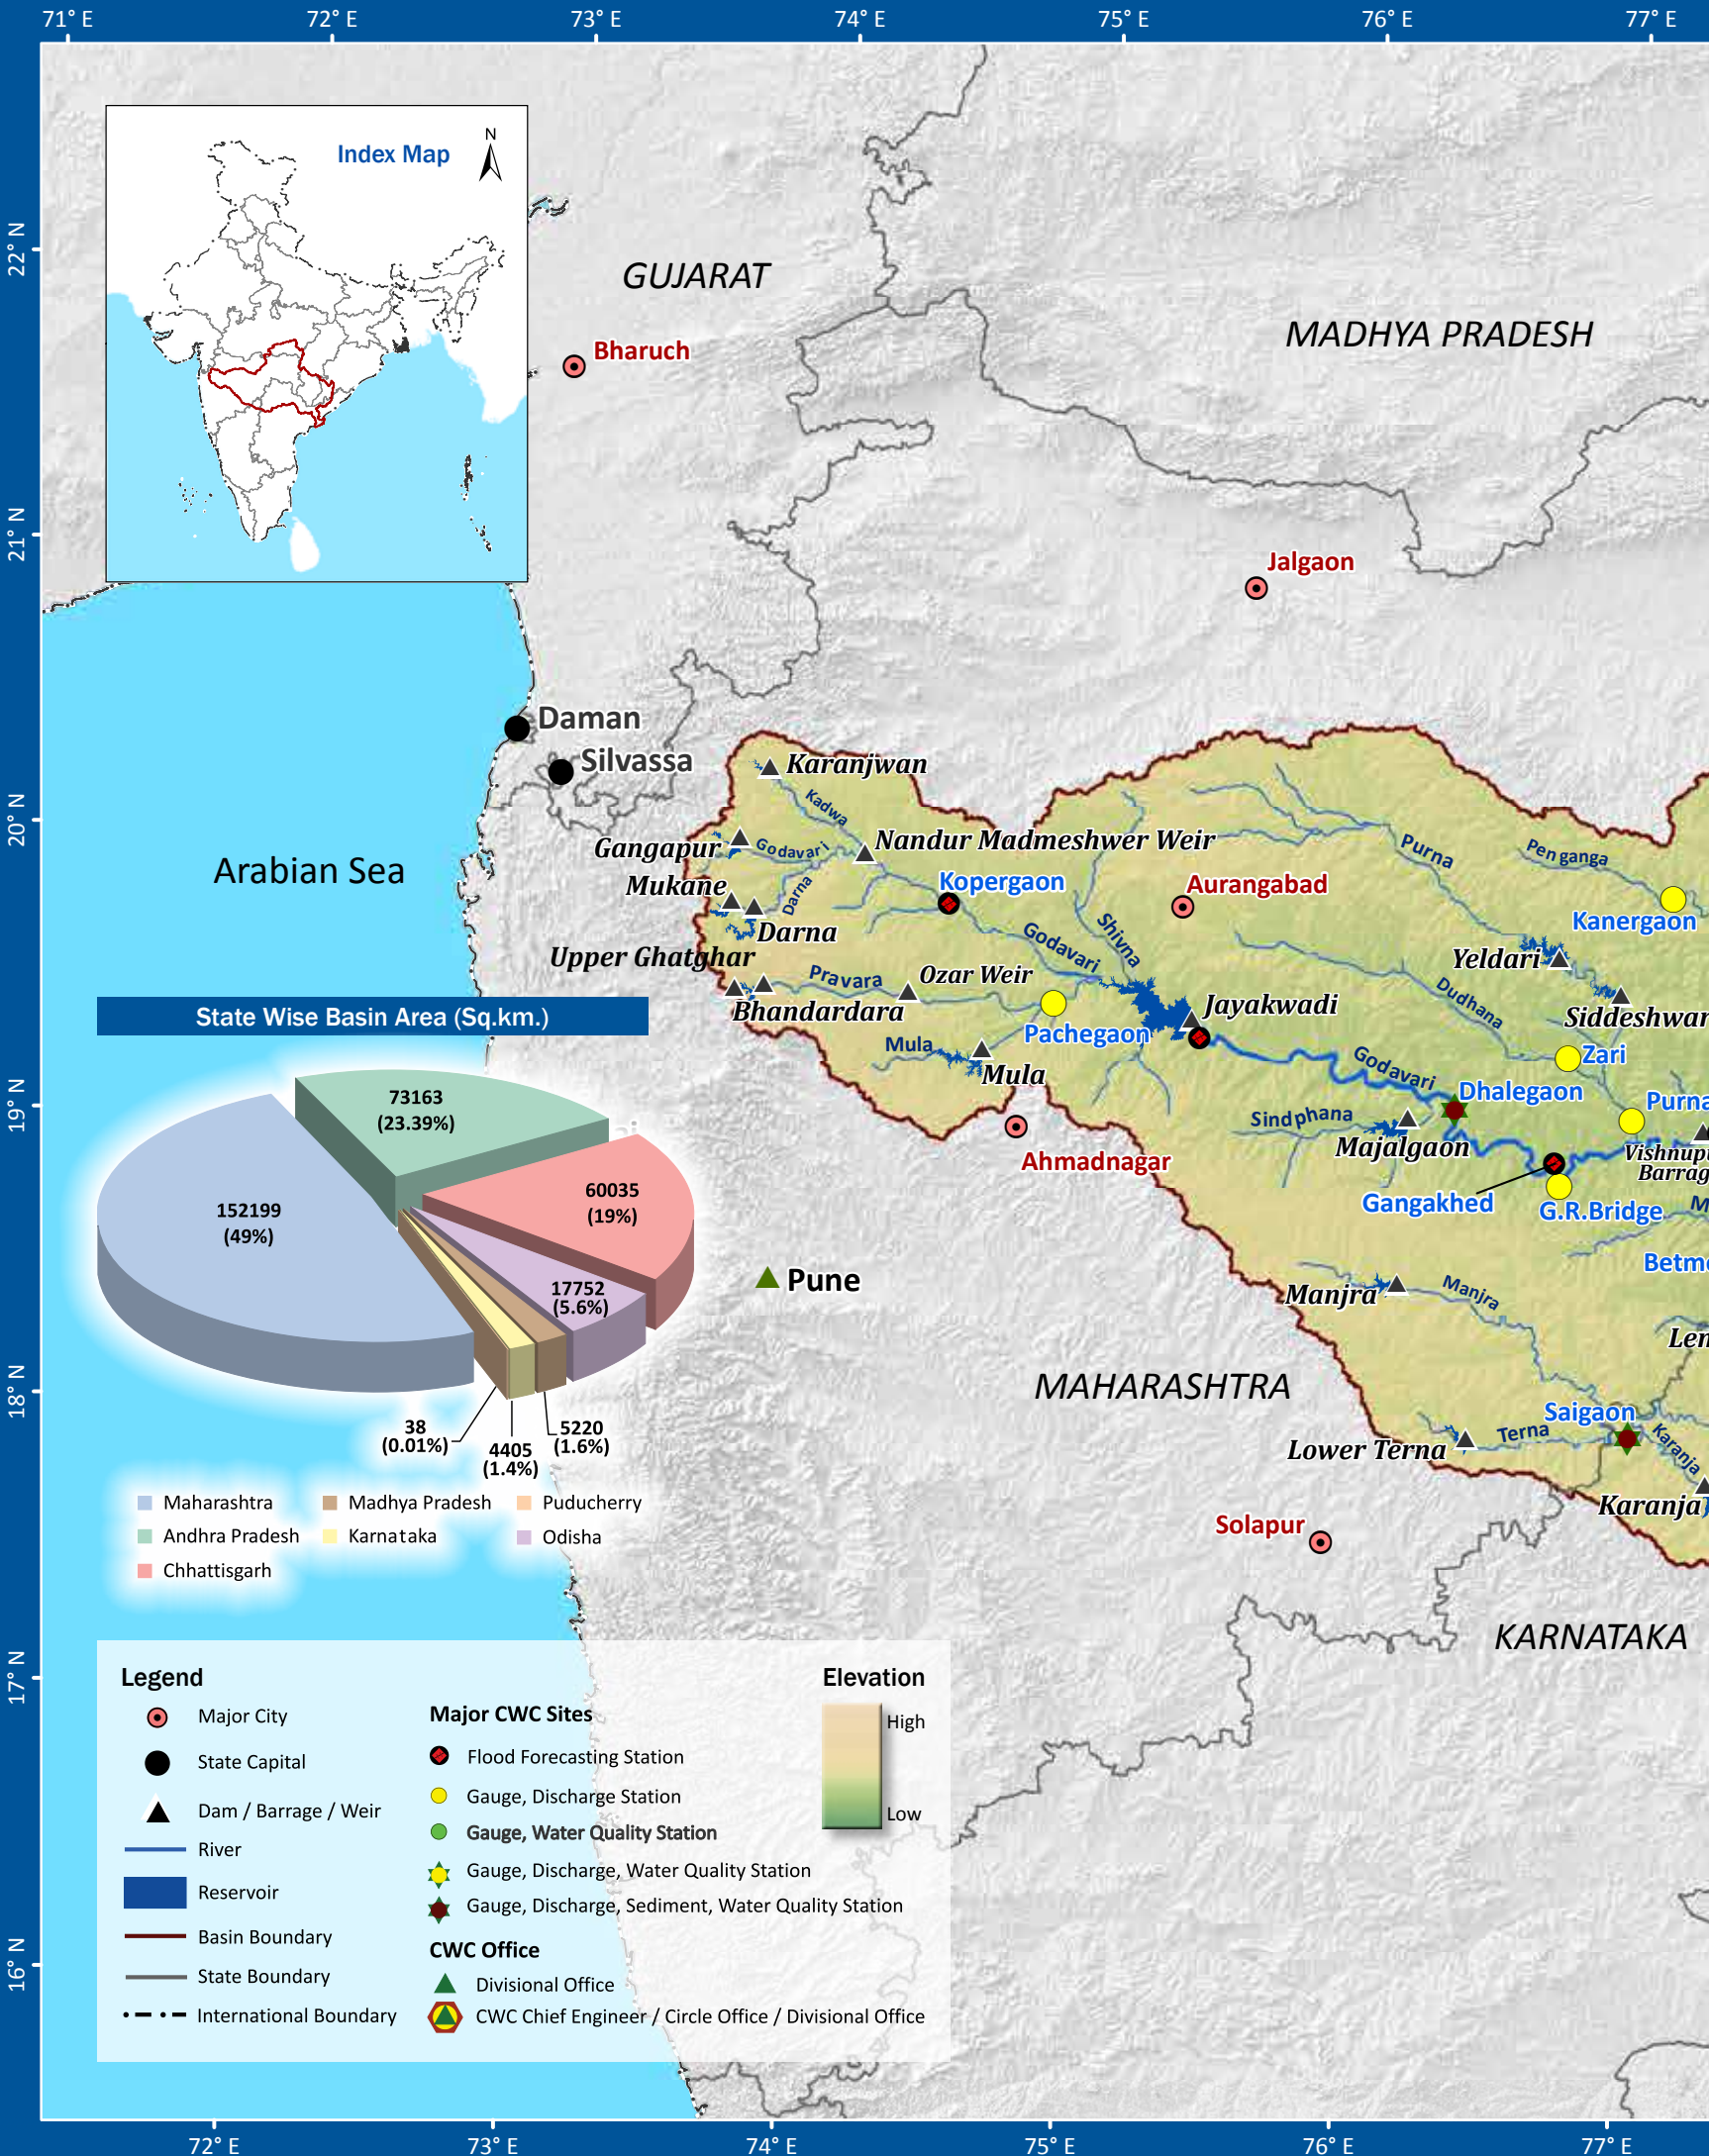 71° E
72° E
73° E
74° E
75° E
76° E
77° E
N
Index Map
22° N
21° N
20° N
19° N
18° N
17° N
16° N
GUJARAT
MADHYA PRADESH
Bharuch
Jalgaon
Daman
Silvassa
Karanjwan
Kadwa
Gangapur
Godavari
Nandur Madmeshwer Weir
Purna
Penganga
Arabian Sea
Mukane
Darna
Kopergaon
Aurangabad
Kanergaon
Darna
Shivna
Godavari
Upper Ghatghar
Yeldari
Pravara
Ozar Weir
Dudhana
Bhandardara
Jayakwadi
Siddeshwar
State Wise Basin Area (Sq.km.)
Pachegaon
Mula
Zari
Godavari
Mula
Dhalegaon
Purna
Sindphana
Majalgaon
Ahmadnagar
Gangakhed
G.R.Bridge
73163
(23.39%)
60035
(19%)
152199
(49%)
17752
(5.6%)
38
(0.01%)
4405
(1.4%)
5220
(1.6%)
Pune
Manjra
Manjra
MAHARASHTRA
Saigaon
Terna
Karanja
Lower Terna
Karanja
Solapur
KARNATAKA
Maharashtra
Madhya Pradesh
Puducherry
Andhra Pradesh
Karnataka
Odisha
Chhattisgarh
Legend
Major City
State Capital
Dam / Barrage / Weir
River
Reservoir
Basin Boundary
State Boundary
International Boundary
Major CWC Sites
Flood Forecasting Station
Gauge, Discharge Station
Gauge, Water Quality Station
Gauge, Discharge, Water Quality Station
Gauge, Discharge, Sediment, Water Quality Station
CWC Office
Divisional Office
CWC Chief Engineer / Circle Office / Divisional Office
Elevation
High
Low
72° E
73° E
74° E
75° E
76° E
77° E